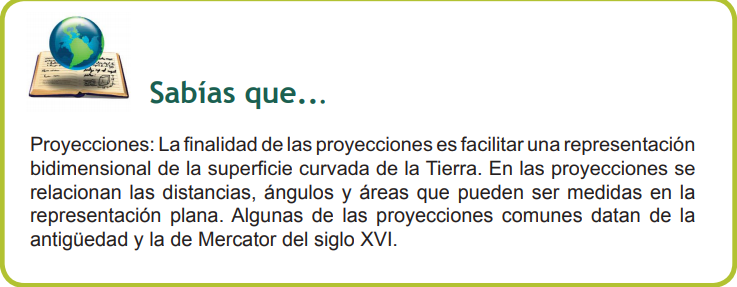 Sabías que...
Proyecciones: La finalidad de las proyecciones es facilitar una representación
bidimensional de la superficie curvada de la Tierra. En las proyecciones se
relacionan las distancias, ángulos y áreas que pueden ser medidas en la
representación plana. Algunas de las proyecciones comunes datan de la
antigüedad y la de Mercator del siglo XVI.